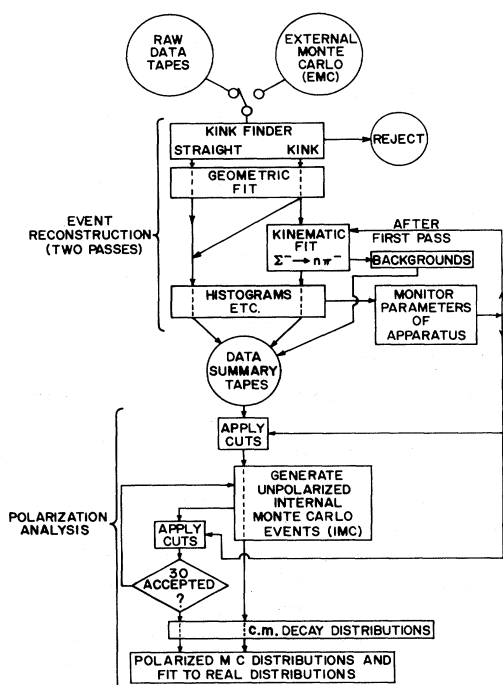 RAW
DATA
TAPES
EXTERNAL
MONTE
CARLO
(EMC)
KINK FINDER
STRAIGHT KINK
REJECT
GEOMETRIC
FIT
EVENT
RECONSTRUCTION
(TWO PASSES)
KINEMATIC
FIT
Σ⁻→nπ⁻
AFTER
FIRST PASS
BACKGROUNDS
HISTOGRAMS
ETC.
MONITOR
PARAMETERS
OF
APPARATUS
DATA
SUMMARY
TAPES
APPLY
CUTS
POLARIZATION
ANALYSIS
GENERATE
UNPOLARIZED
INTERNAL
MONTE CARLO
EVENTS (IMC)
APPLY
CUTS
30
ACCEPTED
?
c.m. DECAY DISTRIBUTIONS
POLARIZED M C DISTRIBUTIONS AND
FIT TO REAL DISTRIBUTIONS